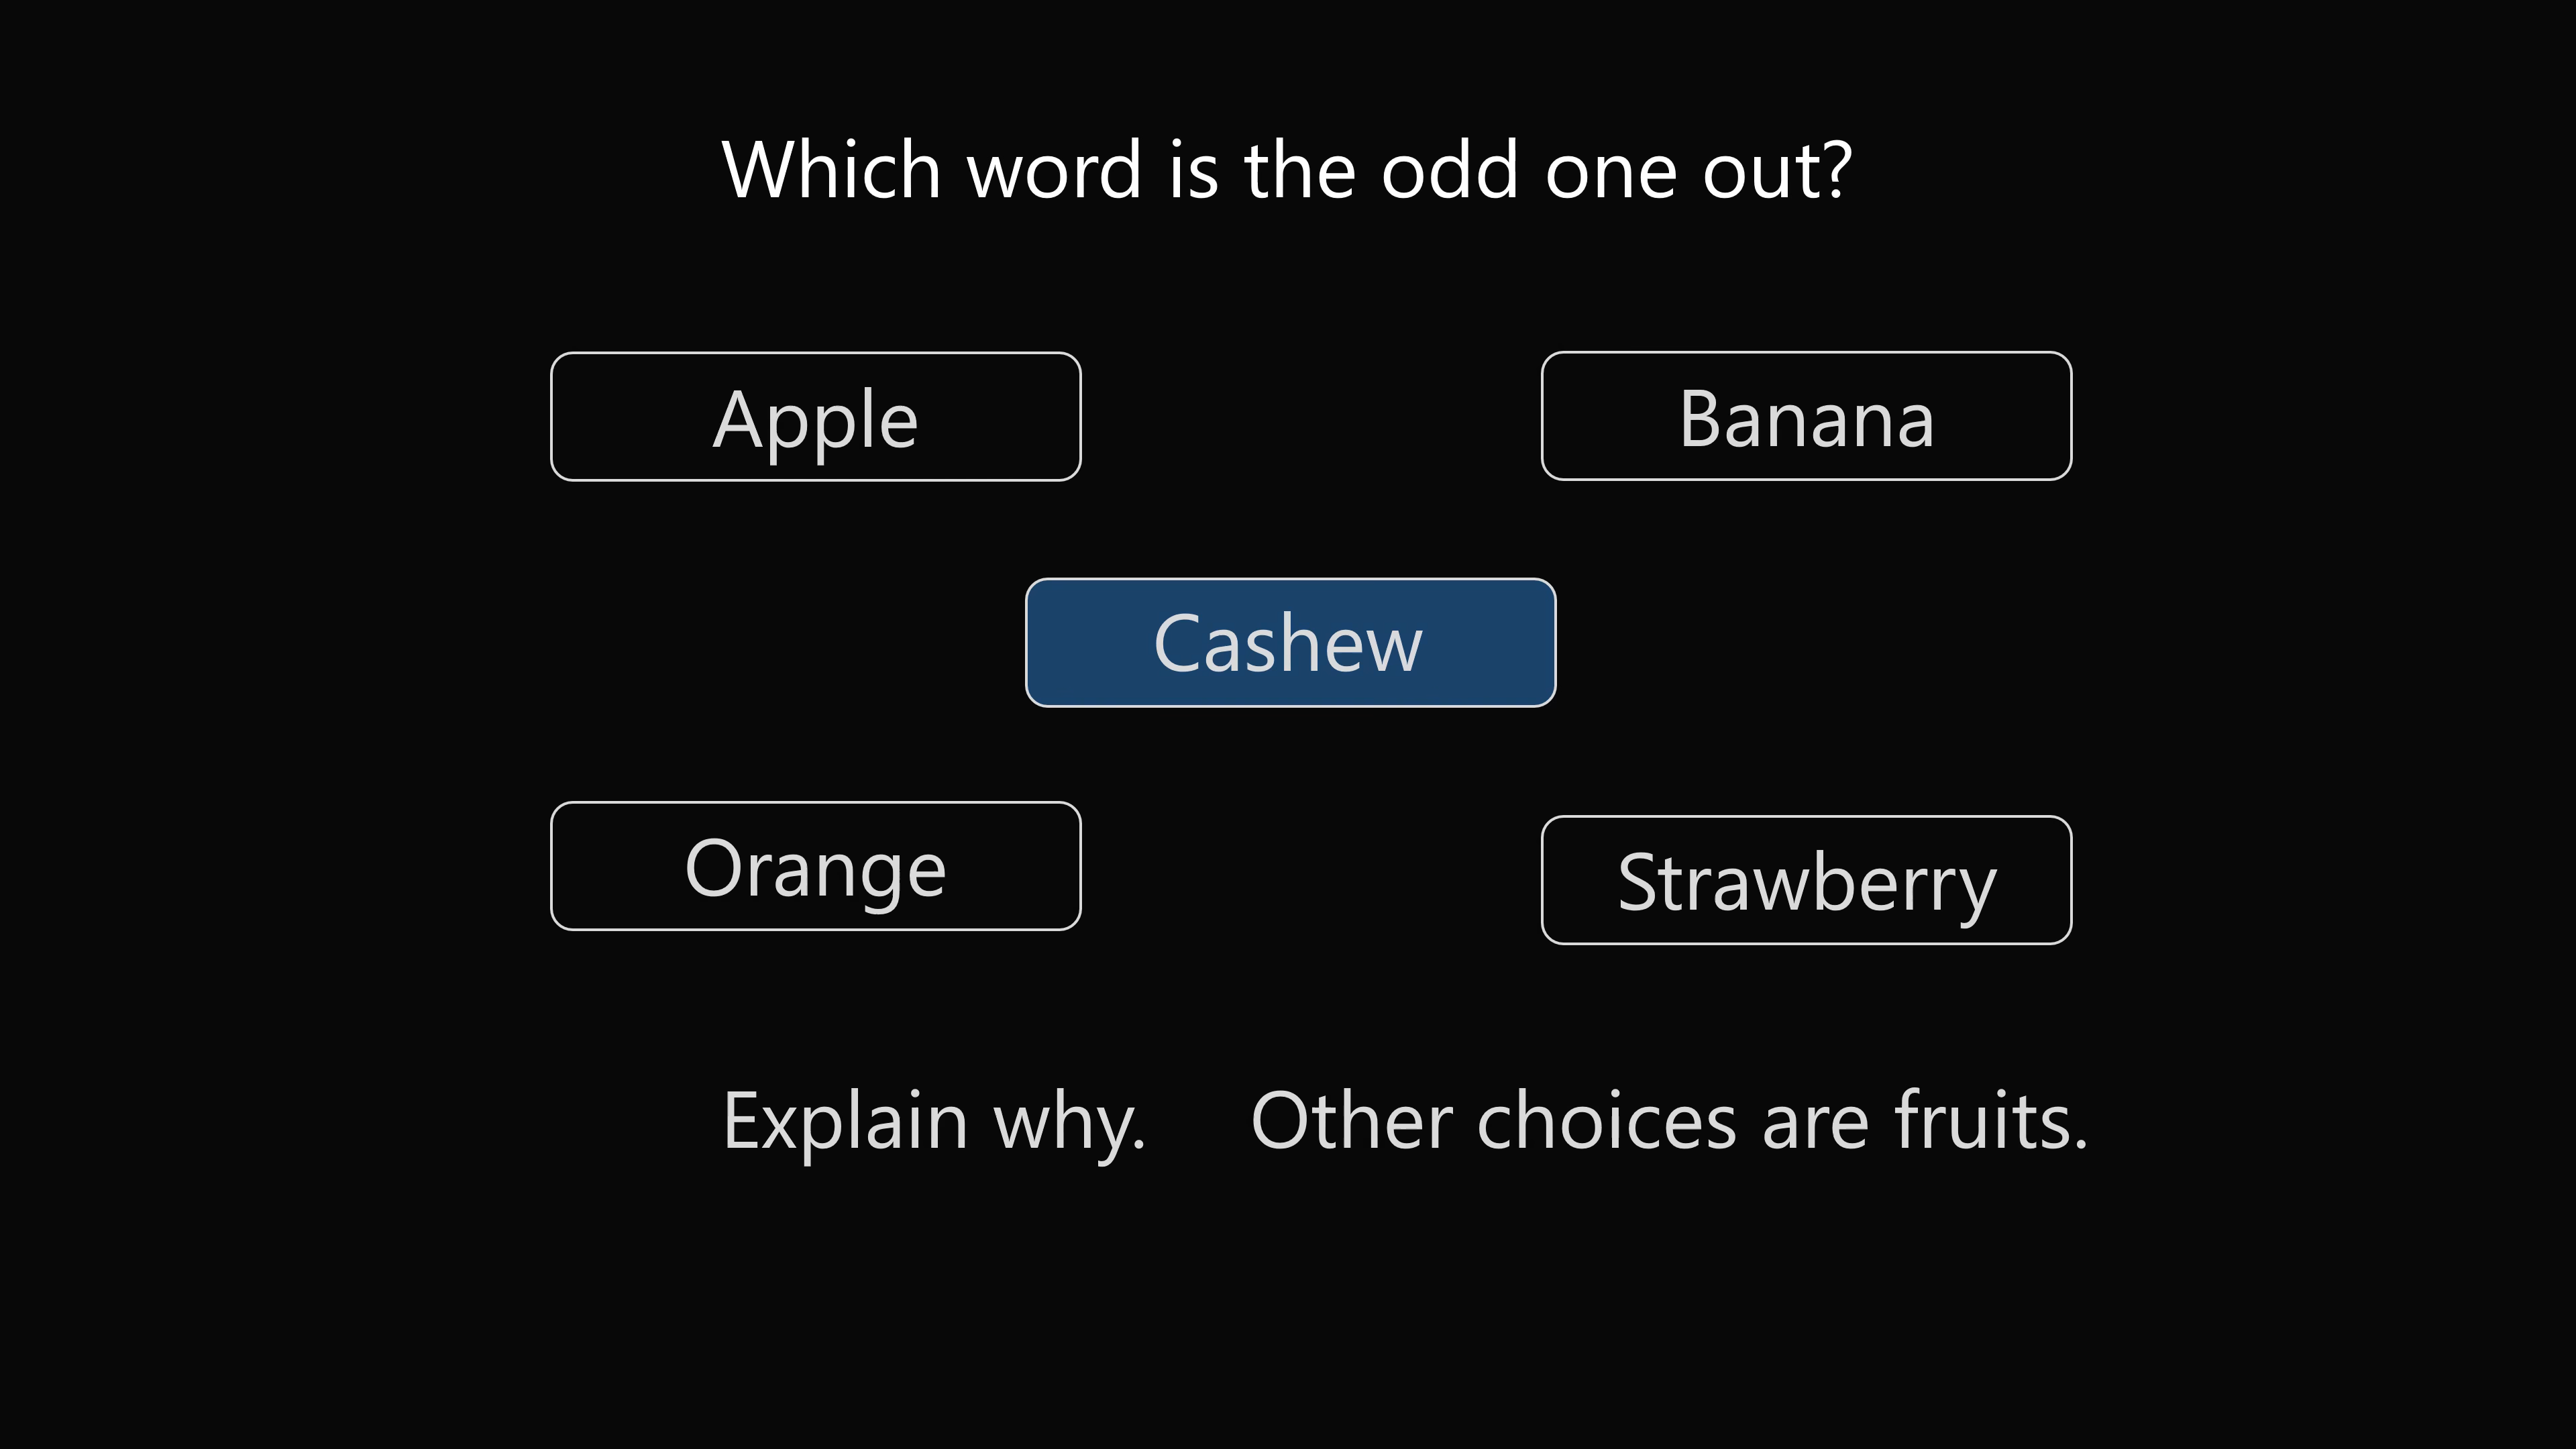 Which word is the odd one out?
Apple
Banana
Cashew
Orange
Strawberry
Explain why.
Other choices are fruits.